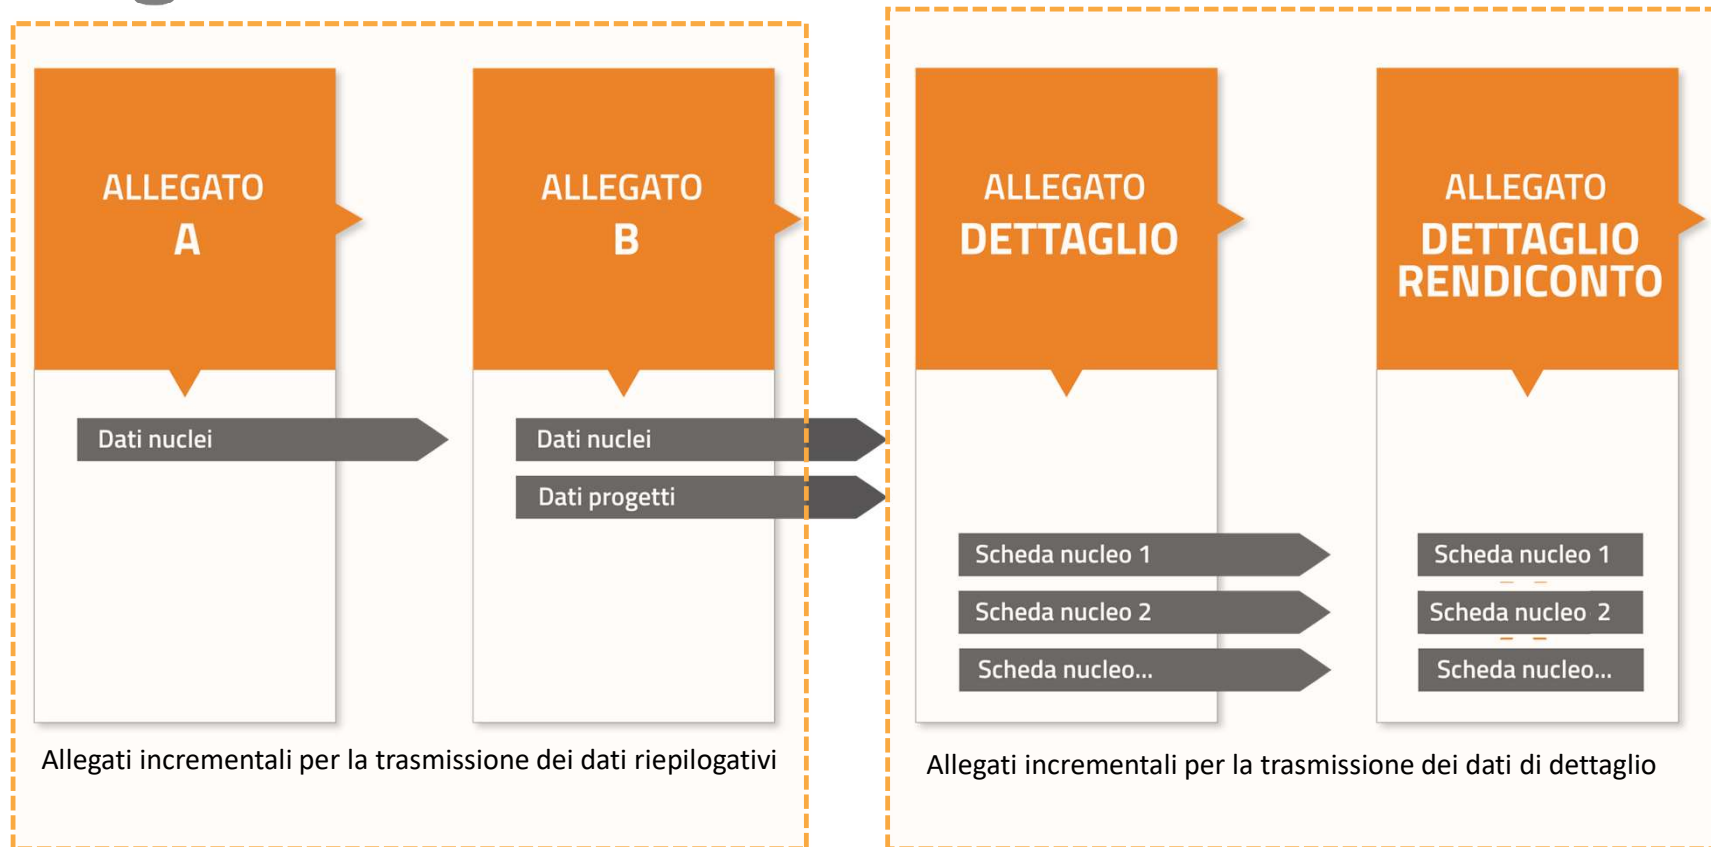 ALLEGATO
A
Dati nuclei
ALLEGATO
B
Dati nuclei
Dati progetti
Allegati incrementali per la trasmissione dei dati riepilogativi
ALLEGATO
DETTAGLIO
Scheda nucleo 1
Scheda nucleo 2
Scheda nucleo...
ALLEGATO
DETTAGLIO
RENDICONTO
Scheda nucleo 1
Scheda nucleo 2
Scheda nucleo...
Allegati incrementali per la trasmissione dei dati di dettaglio